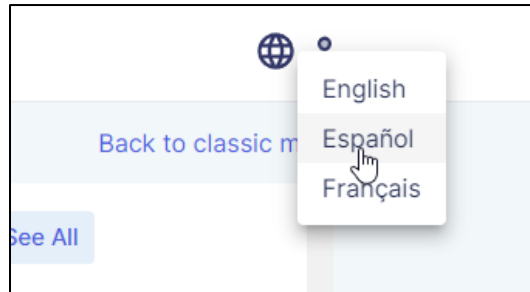 English
Back to classic m
Español
Français
See All